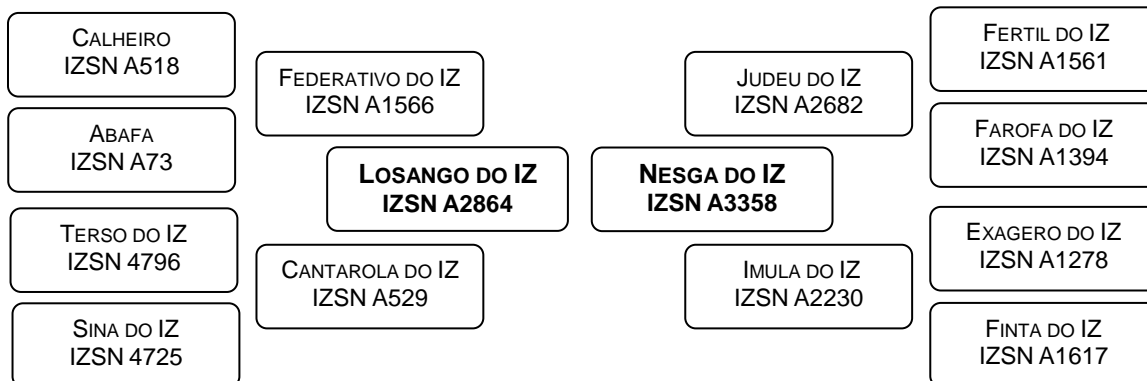 CALHEIRO
IZSN A518
ABAFA
IZSN A73
TERSO DO IZ
IZSN 4796
SINA DO IZ
IZSN 4725
FEDERATIVO DO IZ
IZSN A1566
CANTAROLA DO IZ
IZSN A529
LOSANGO DO IZ
IZSN A2864
NESGA DO IZ
IZSN A3358
JUDEU DO IZ
IZSN A2682
IMULA DO IZ
IZSN A2230
FERTIL DO IZ
IZSN A1561
FAROFA DO IZ
IZSN A1394
EXAGERO DO IZ
IZSN A1278
FINTA DO IZ
IZSN A1617